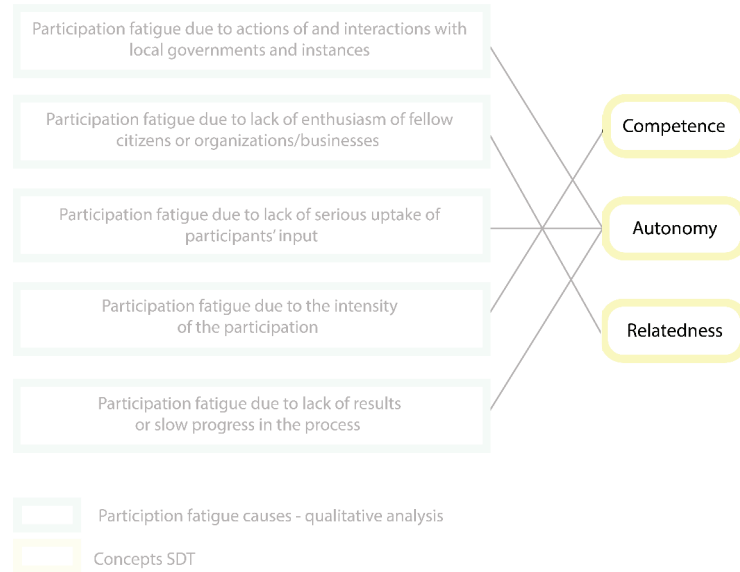 Participation fatigue due to actions of and interactions with
local governments and instances
Participation fatigue due to lack of enthusiasm of fellow
citizens or organizations/businesses
Participation fatigue due to lack of serious uptake of
participants' input
Participation fatigue due to the intensity
of the participation
Participation fatigue due to lack of results
or slow progress in the process
Competence
Autonomy
Relatedness
Particiption fatigue causes - qualitative analysis
Concepts SDT